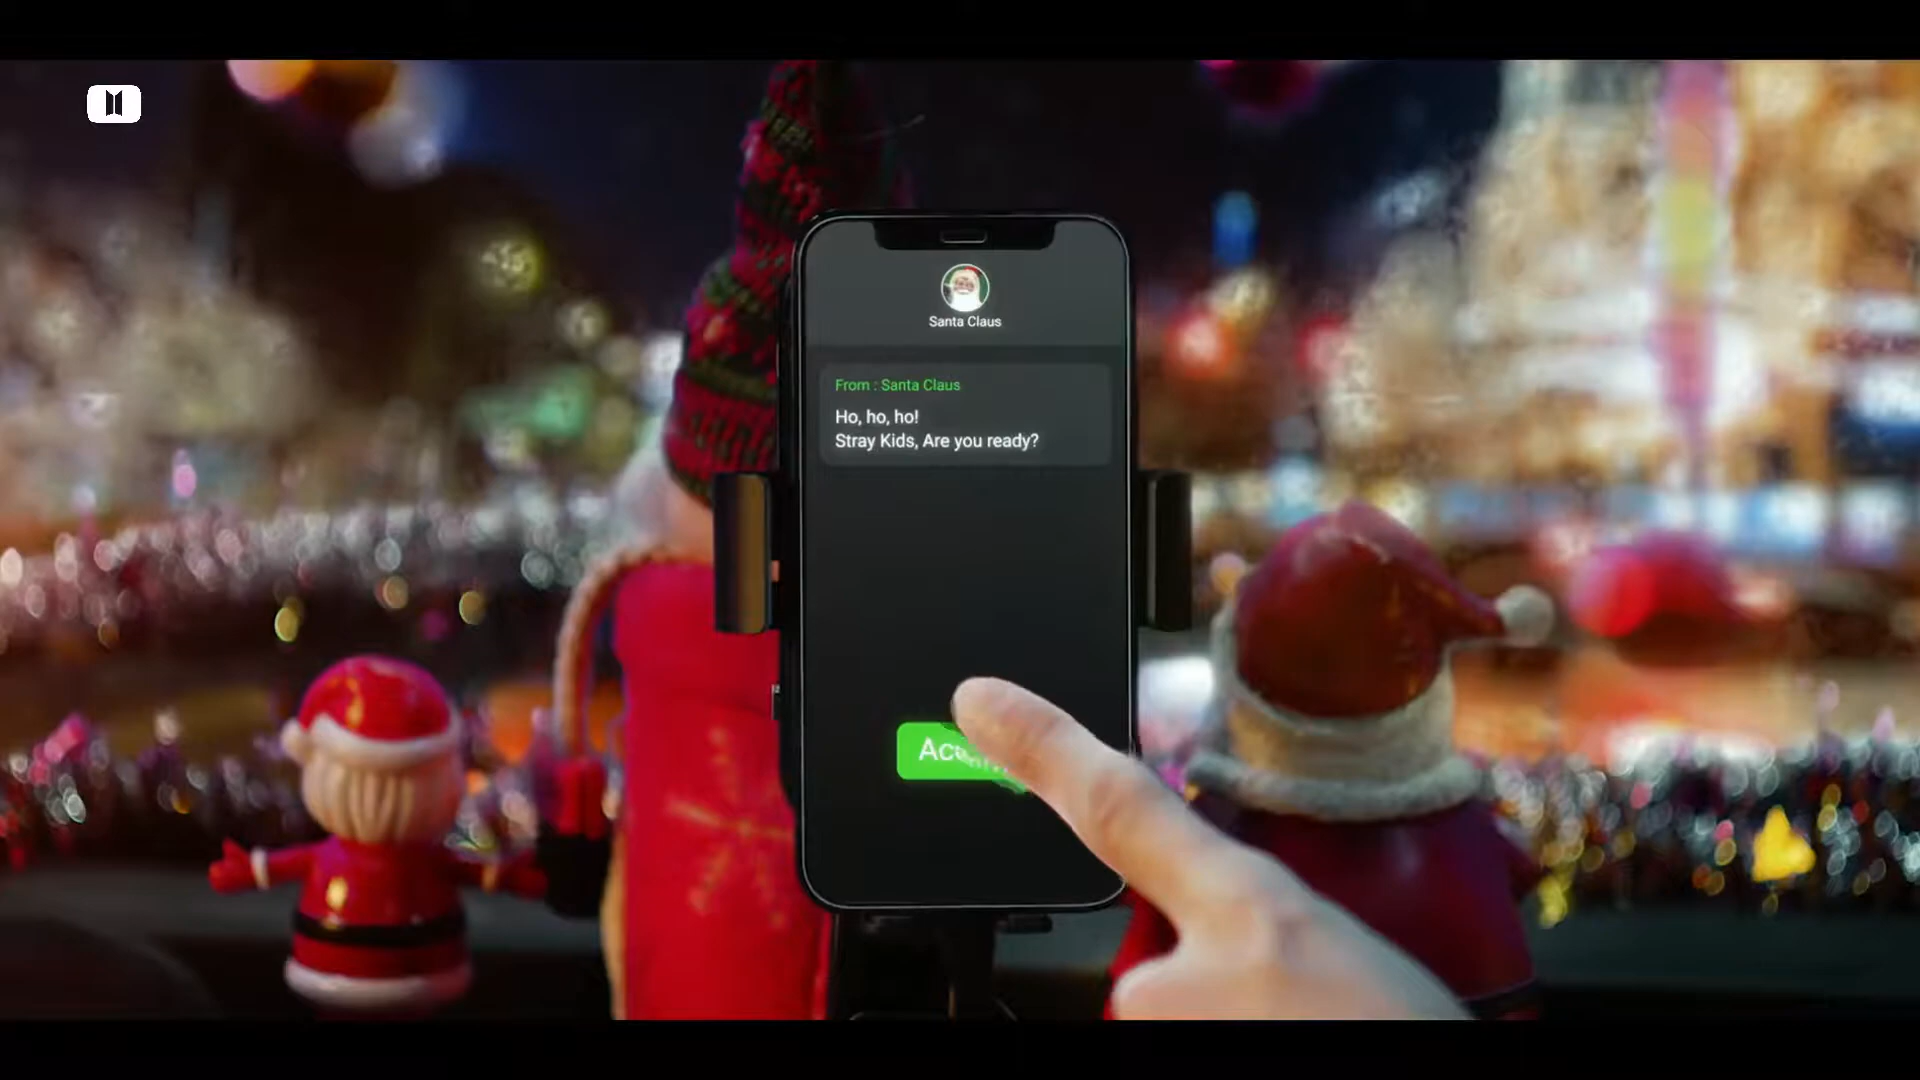 Santa Claus
From : Santa Claus
Ho, ho, ho!
Stray Kids, Are you ready?